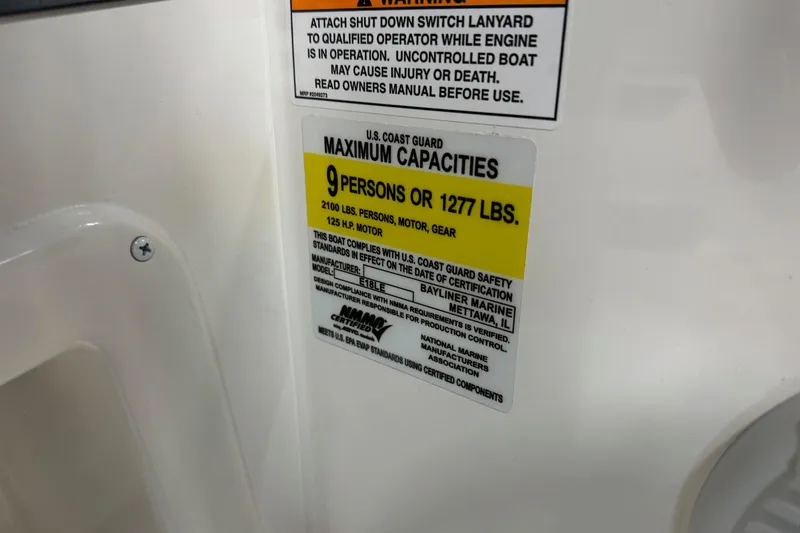 WARNING
ATTACH SHUT DOWN SWITCH LANYARD
TO QUALIFIED OPERATOR WHILE ENGINE
IS IN OPERATION. UNCONTROLLED BOAT
MAY CAUSE INJURY OR DEATH.
READ OWNERS MANUAL BEFORE USE.
U.S. COAST GUARD
MAXIMUM CAPACITIES
9 PERSONS OR 1277 LBS.
2100 LBS. PERSONS, MOTOR, GEAR
125 H.P. MOTOR
THIS BOAT COMPLIES WITH U.S. COAST GUARD SAFETY
STANDARDS IN EFFECT ON THE DATE OF CERTIFICATION
MANUFACTURER: BAYLINER MARINE
MODEL: E18LE METTAWA, IL
DESIGN COMPLIANCE WITH NMMA REQUIREMENTS IS VERIFIED.
MANUFACTURER RESPONSIBLE FOR PRODUCTION CONTROL.
NMMA
CERTIFIED
NATIONAL MARINE
MANUFACTURERS
ASSOCIATION
MEETS U.S. EPA EVAP STANDARDS USING CERTIFIED COMPONENTS